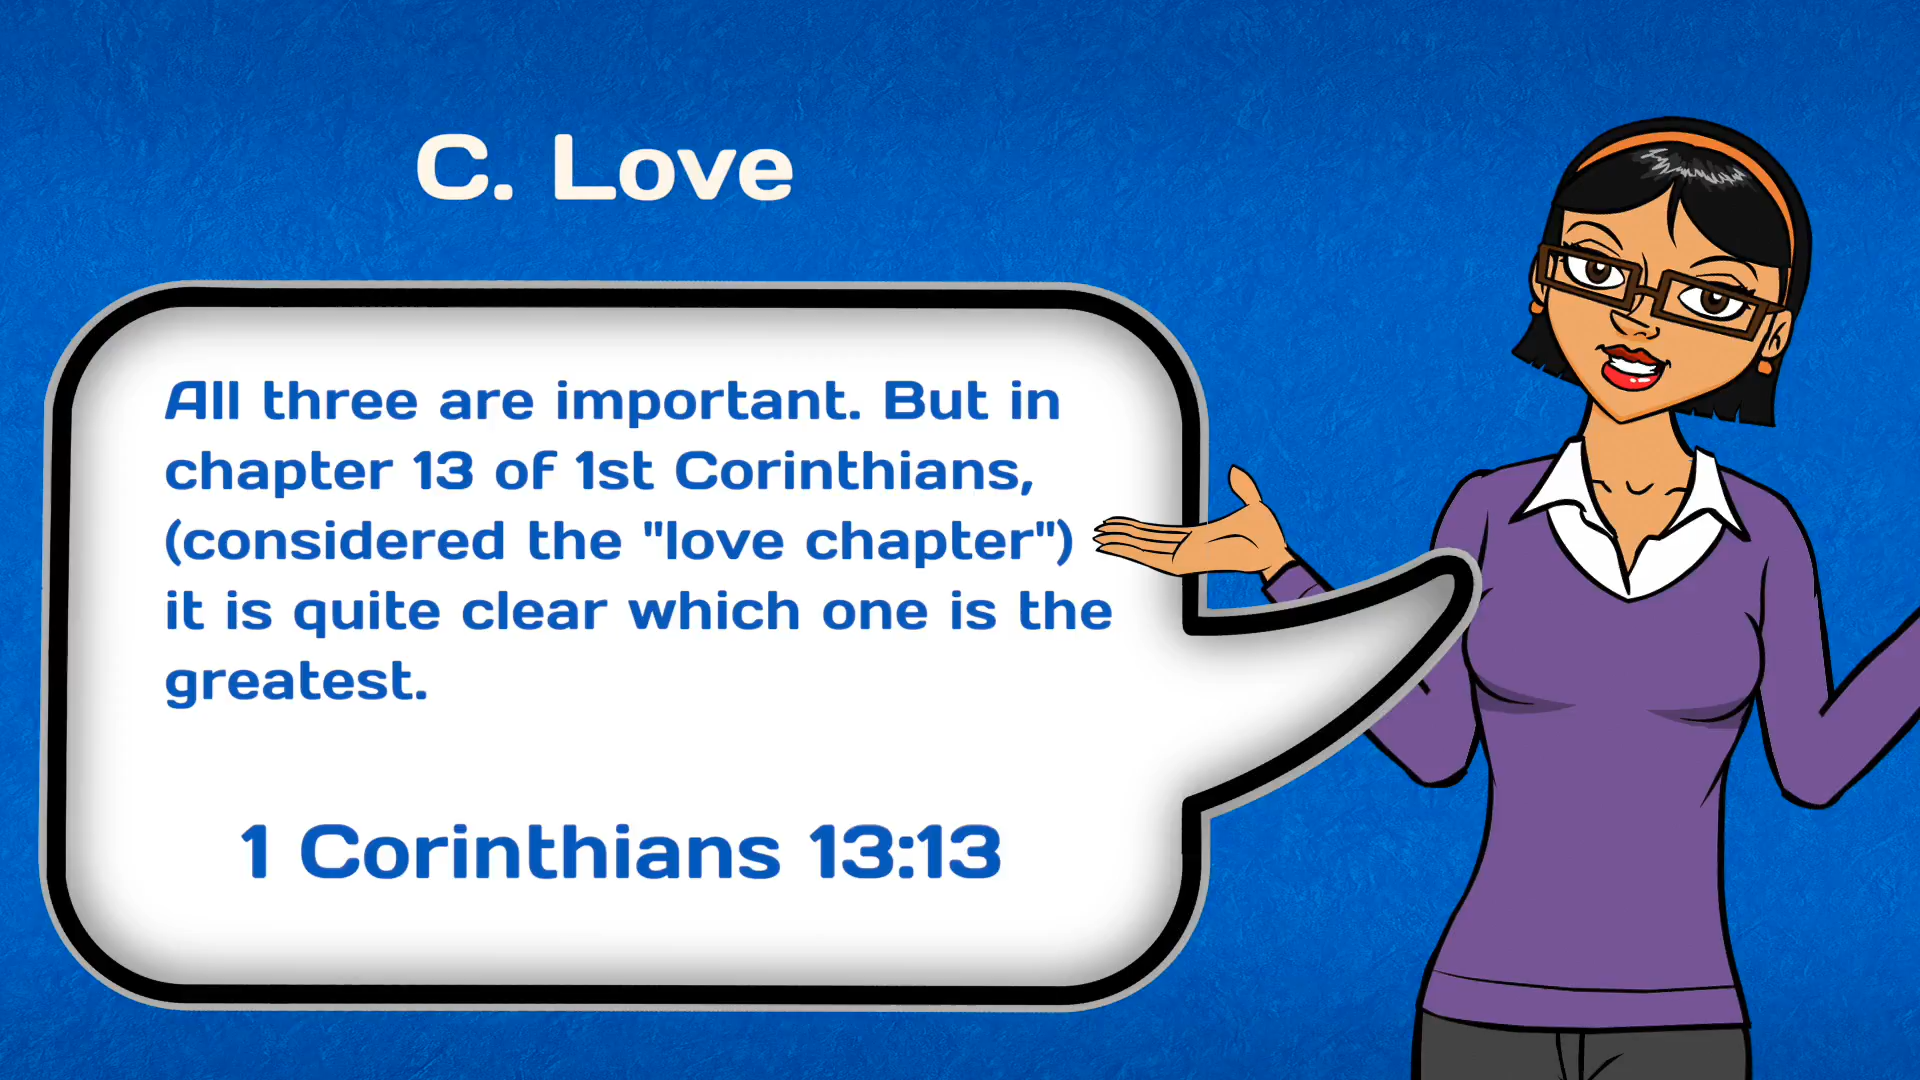 C. Love
All three are important. But in
chapter 13 of 1st Corinthians,
(considered the "love chapter")
it is quite clear which one is the
greatest.
1 Corinthians 13:13